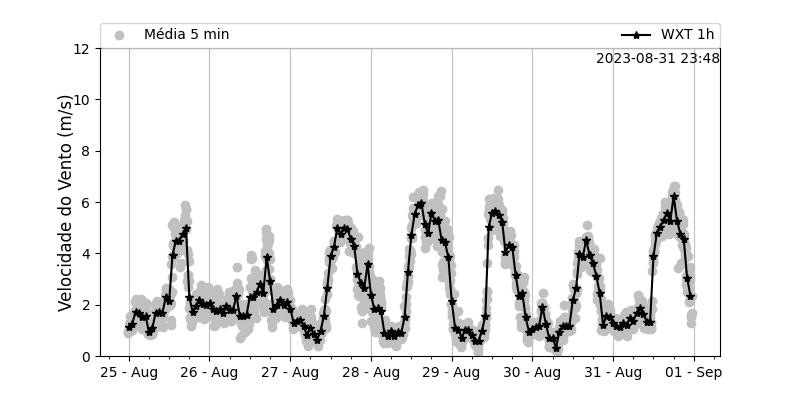 Média 5 min
WXT 1h
2023-08-31 23:48
Velocidade do Vento (m/s)
12
10
8
6
4
2
0
25 - Aug 26 - Aug 27 - Aug 28 - Aug 29 - Aug 30 - Aug 31 - Aug 01 - Sep